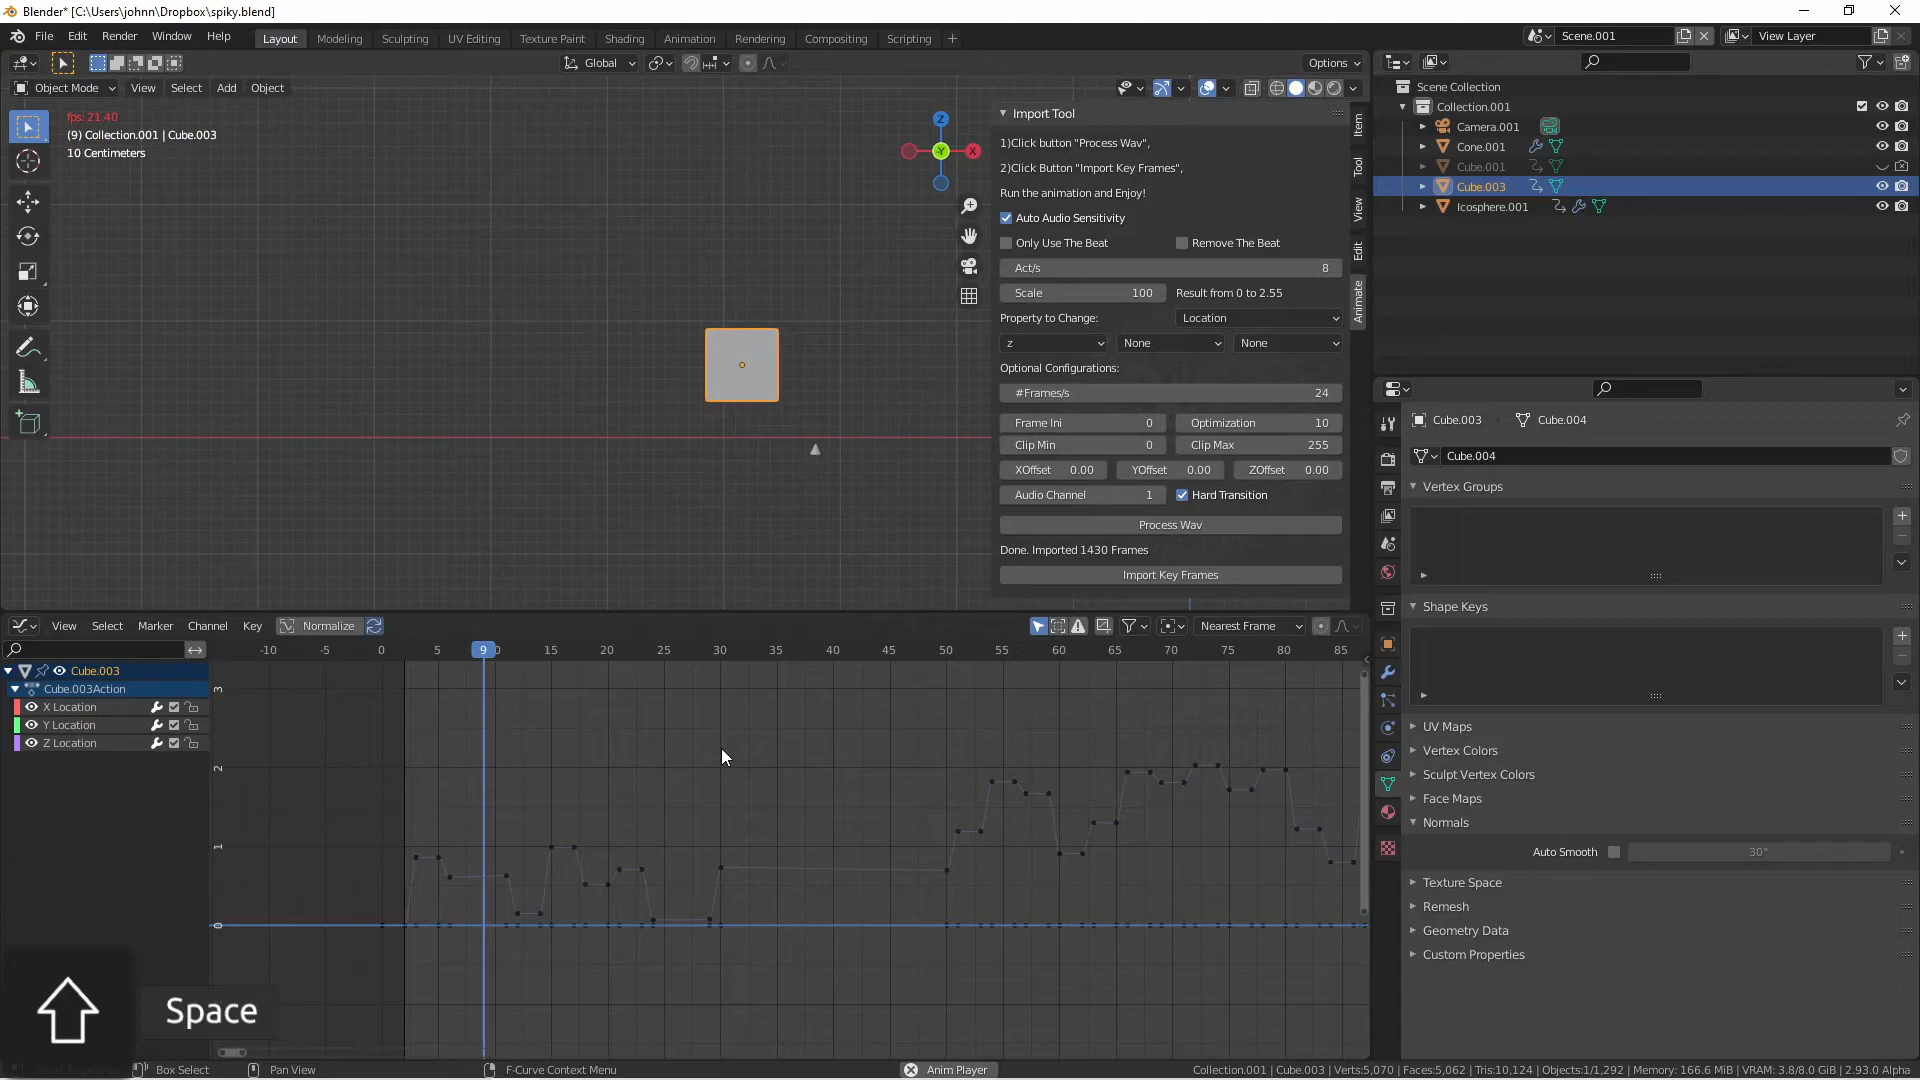 Blender* [C:\Users\johnn\Dropbox\spiky.blend]
File Edit Render Window Help
Layout Modeling Sculpting UV Editing Texture Paint Shading Animation Rendering Compositing Scripting +
Scene.001
View Layer
Global
Options
Object Mode View Select Add Object
fps: 21.40
(9) Collection.001 | Cube.003
10 Centimeters
Z
Y
X
Import Tool
1)Click button "Process Wav",
2)Click Button "Import Key Frames",
Run the animation and Enjoy!
Auto Audio Sensitivity
Only Use The Beat
Remove The Beat
Act/s 8
Scale 100
Result from 0 to 2.55
Property to Change:
Location
z
None
None
Optional Configurations:
#Frames/s 24
Frame Ini 0
Optimization 10
Clip Min 0
Clip Max 255
XOffset 0.00
YOffset 0.00
ZOffset 0.00
Audio Channel 1
Hard Transition
Process Wav
Done. Imported 1430 Frames
Import Key Frames
Item
Tool
View
Edit
Animate
Scene Collection
Collection.001
Camera.001
Cone.001
Cube.001
Cube.003
Icosphere.001
Cube.003
Cube.004
Cube.004
Vertex Groups
Shape Keys
UV Maps
Vertex Colors
Sculpt Vertex Colors
Face Maps
Normals
Auto Smooth
30°
Texture Space
Remesh
Geometry Data
Custom Properties
View Select Marker Channel Key
Normalize
Nearest Frame
-10 -5 0 5 9 0 15 20 25 30 35 40 45 50 55 60 65 70 75 80 85
Cube.003
Cube.003Action
X Location
Y Location
Z Location
3
2
1
0
Space
Box Select
Pan View
F-Curve Context Menu
Anim Player
Collection.001 | Cube.003 | Verts:5,070 | Faces:5,062 | Tris:10,124 | Objects:1/1,292 | Memory: 166.6 MiB | VRAM: 3.8/8.0 GiB | 2.93.0 Alpha